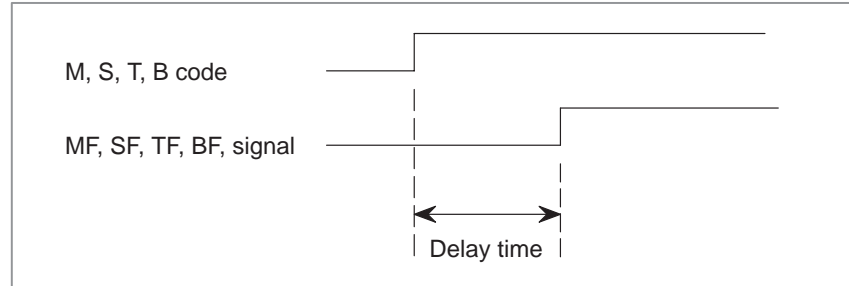 M, S, T, B code
MF, SF, TF, BF, signal
Delay time